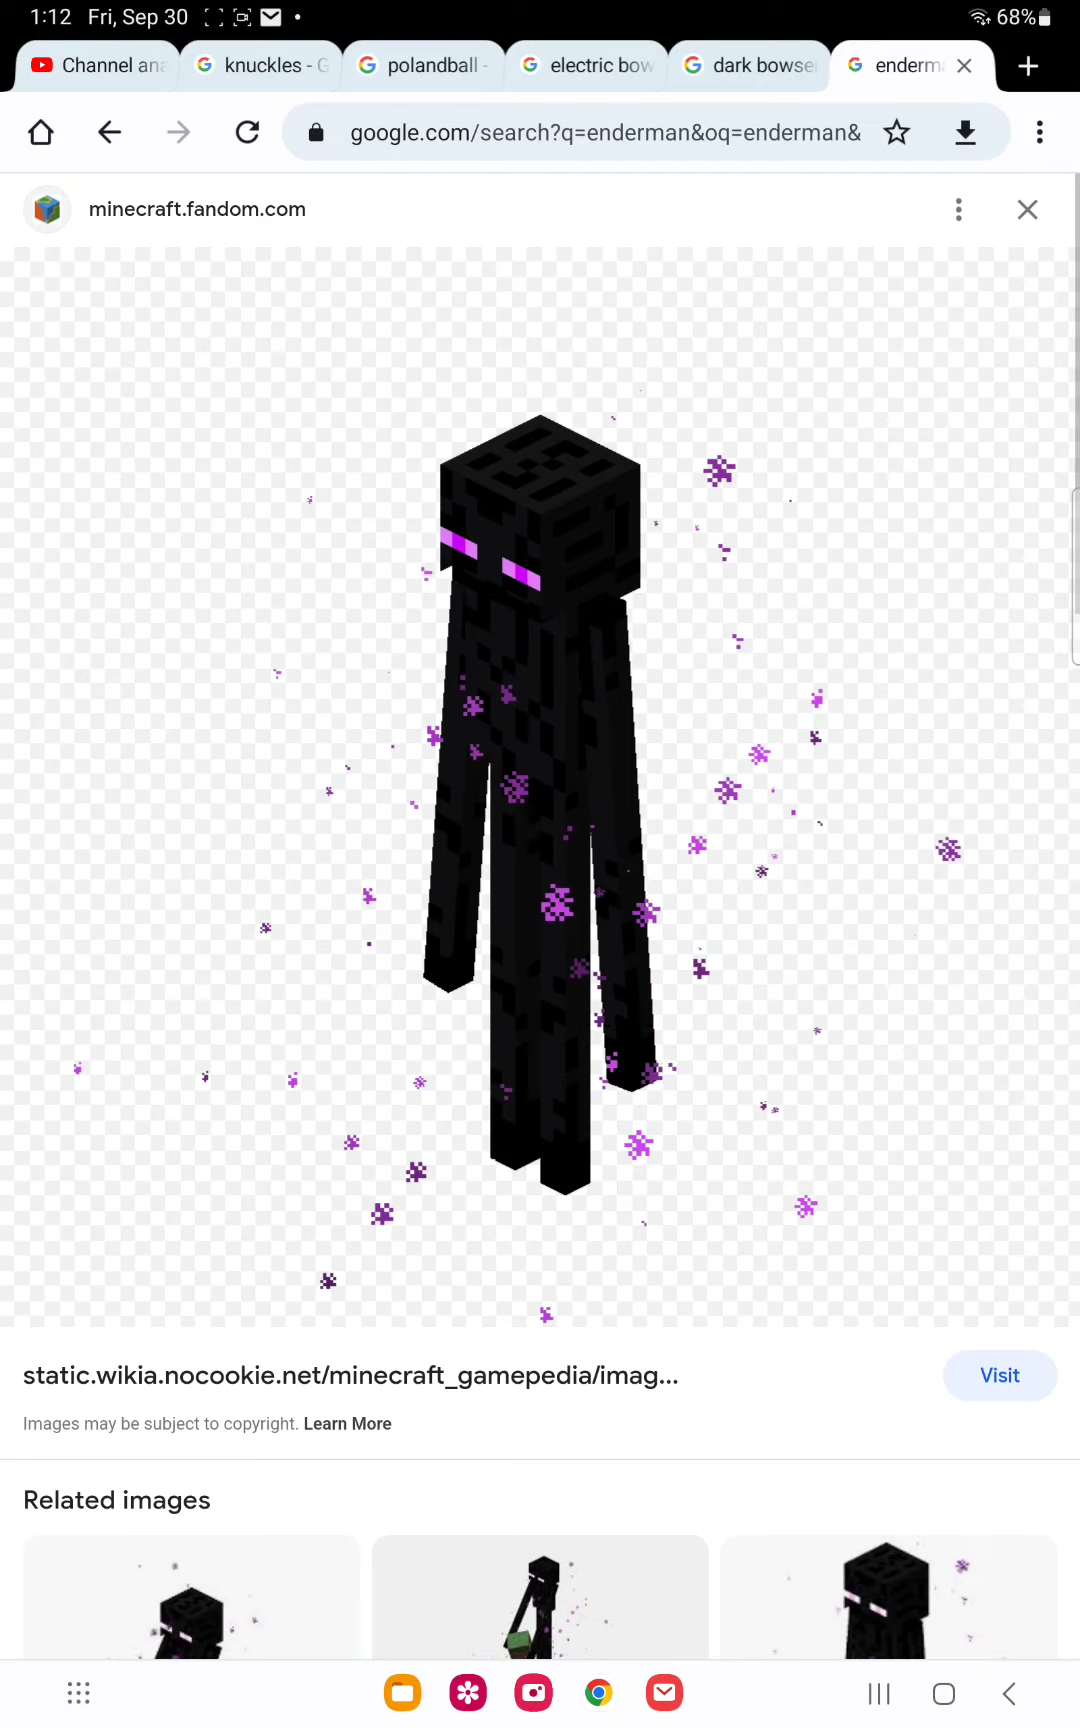 1:12 Fri, Sep 30 68%
Channel ana knuckles - G polandball - electric bow dark bowse enderma
google.com/search?q=enderman&oq=enderman&
minecraft.fandom.com
static.wikia.nocookie.net/minecraft_gamepedia/imag...
Visit
Images may be subject to copyright. Learn More
Related images